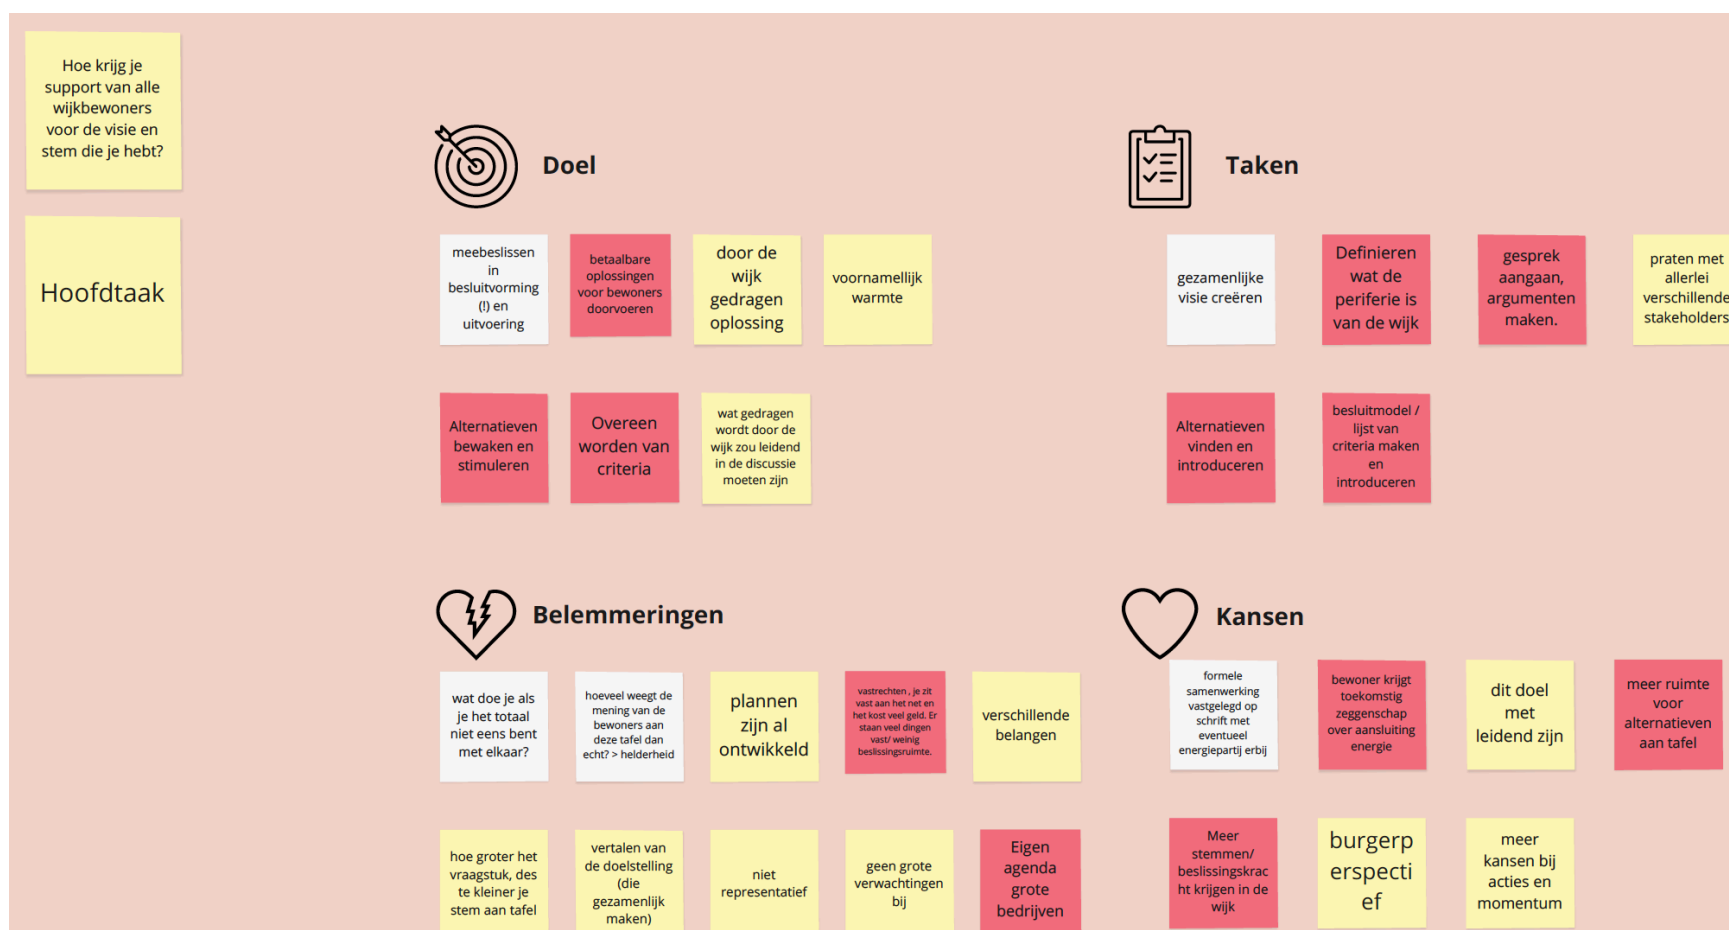 Hoe krijg je
support van alle
wijkbewoners
voor de visie en
stem die je hebt?
Hoofdtaak
Doel
meebeslissen
in
besluitvorming
(!) en
uitvoering
betaalbare
oplossingen
voor bewoners
doorvoeren
door de
wijk
gedragen
oplossing
voornamellijk
warmte
Alternatieven
bewaken en
stimuleren
Overeen
worden van
criteria
wat gedragen
wordt door de
wijk zou leidend
in de discussie
moeten zijn
Taken
gezamenlijke
visie creëren
Definieren
wat de
periferie is
van de wijk
gesprek
aangaan,
argumenten
maken.
praten met
allerlei
verschillende
stakeholders
Alternatieven
vinden en
introduceren
besluitmodel /
lijst van
criteria maken
en
introduceren
Belemmeringen
wat doe je als
je het totaal
niet eens bent
met elkaar?
hoeveel weegt de
mening van de
bewoners aan
deze tafel dan
echt? > helderheid
plannen
zijn al
ontwikkeld
vastrechten , je zit
vast aan het net en
het kost veel geld. Er
staan veel dingen
vast/ weinig
beslissingsruimte.
verschillende
belangen
hoe groter het
vraagstuk, des
te kleiner je
stem aan tafel
vertalen van
de doelstelling
(die
gezamenlijk
maken)
niet
representatief
geen grote
verwachtingen
bij
Eigen
agenda
grote
bedrijven
Kansen
formele
samenwerking
vastgelegd op
schrift met
eventueel
energiepartij erbij
bewoner krijgt
toekomstig
zeggenschap
over aansluiting
energie
dit doel
met
leidend zijn
meer ruimte
voor
alternatieven
aan tafel
Meer
stemmen/
beslissingskrac
ht krijgen in de
wijk
burgerp
erspecti
ef
meer
kansen bij
acties en
momentum